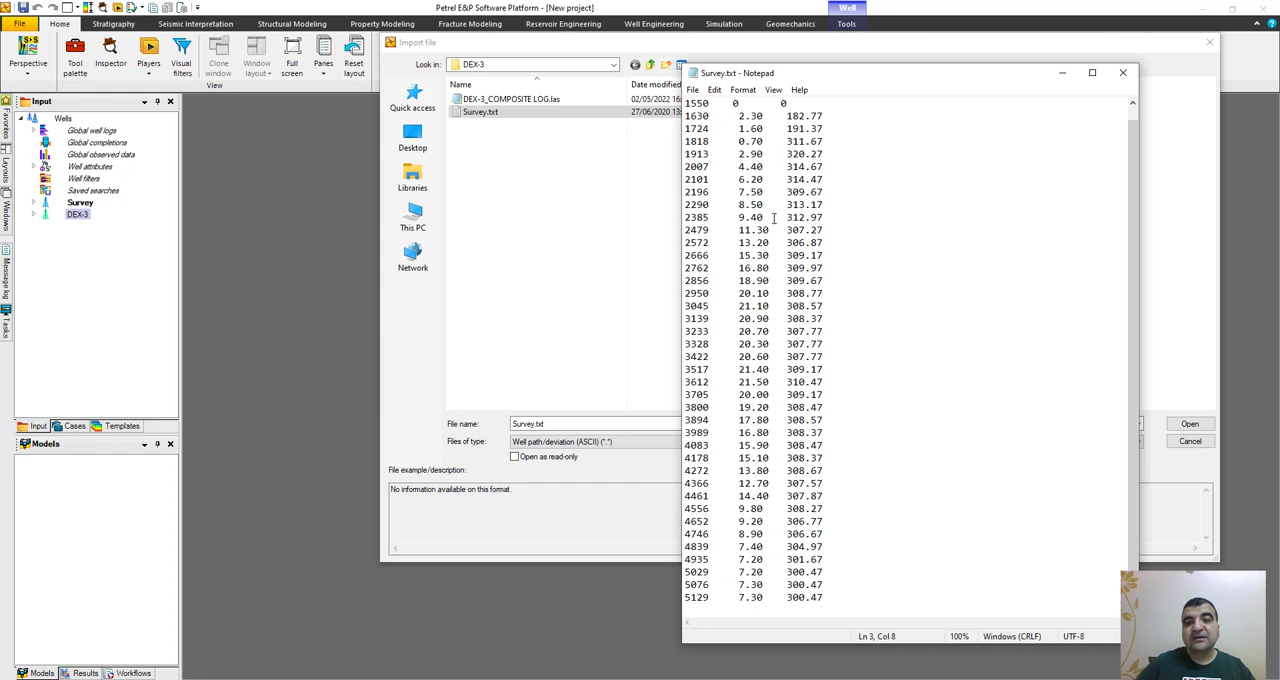 Petrel E&P Software Platform - [New project]
Well
File Home Stratigraphy Seismic Interpretation Structural Modeling Property Modeling Fracture Modeling Reservoir Engineering Well Engineering Simulation Geomechanics Tools
Perspective
Tool palette
Inspector
Players
Visual filters
Clone window
Window layout
Full screen
Panes
Reset layout
View
Favorites
Layouts
Windows
Message log
Tasks
Input
Wells
Global well logs
Global completions
Global observed data
Well attributes
Well filters
Saved searches
Survey
DEX-3
Input Cases Templates
Models
Models Results Workflows
Import file
Look in: DEX-3
Quick access
Desktop
Libraries
This PC
Network
Name Date modified
DEX-3_COMPOSITE LOG.las 02/05/2022 16:
Survey.txt 27/06/2020 13:
File name: Survey.txt
Files of type: Well path/deviation (ASCII) (*.*)
Open as read-only
Open
Cancel
File example/description:
No information available on this format.
Survey.txt - Notepad
File Edit Format View Help
1550 0 0
1630 2.30 182.77
1724 1.60 191.37
1818 0.70 311.67
1913 2.90 320.27
2007 4.40 314.67
2101 6.20 314.47
2196 7.50 309.67
2290 8.50 313.17
2385 9.40 312.97
2479 11.30 307.27
2572 13.20 306.87
2666 15.30 309.17
2762 16.80 309.97
2856 18.90 309.67
2950 20.10 308.77
3045 21.10 308.57
3139 20.90 308.37
3233 20.70 307.77
3328 20.30 307.77
3422 20.60 307.77
3517 21.40 309.17
3612 21.50 310.47
3705 20.00 309.17
3800 19.20 308.47
3894 17.80 308.57
3989 16.80 308.37
4083 15.90 308.47
4178 15.10 308.37
4272 13.80 308.67
4366 12.70 307.57
4461 14.40 307.87
4556 9.80 308.27
4652 9.20 306.77
4746 8.90 306.67
4839 7.40 304.97
4935 7.20 301.67
5029 7.20 300.47
5076 7.30 300.47
5129 7.30 300.47
Ln 3, Col 8 100% Windows (CRLF) UTF-8